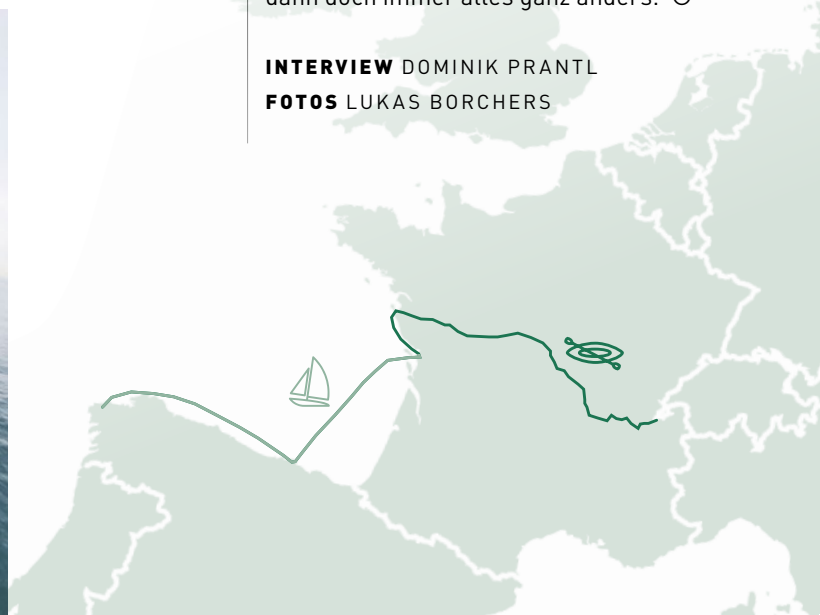 dann doch immer alles ganz anders.
INTERVIEW DOMINIK PRANTL
FOTOS LUKAS BORCHERS